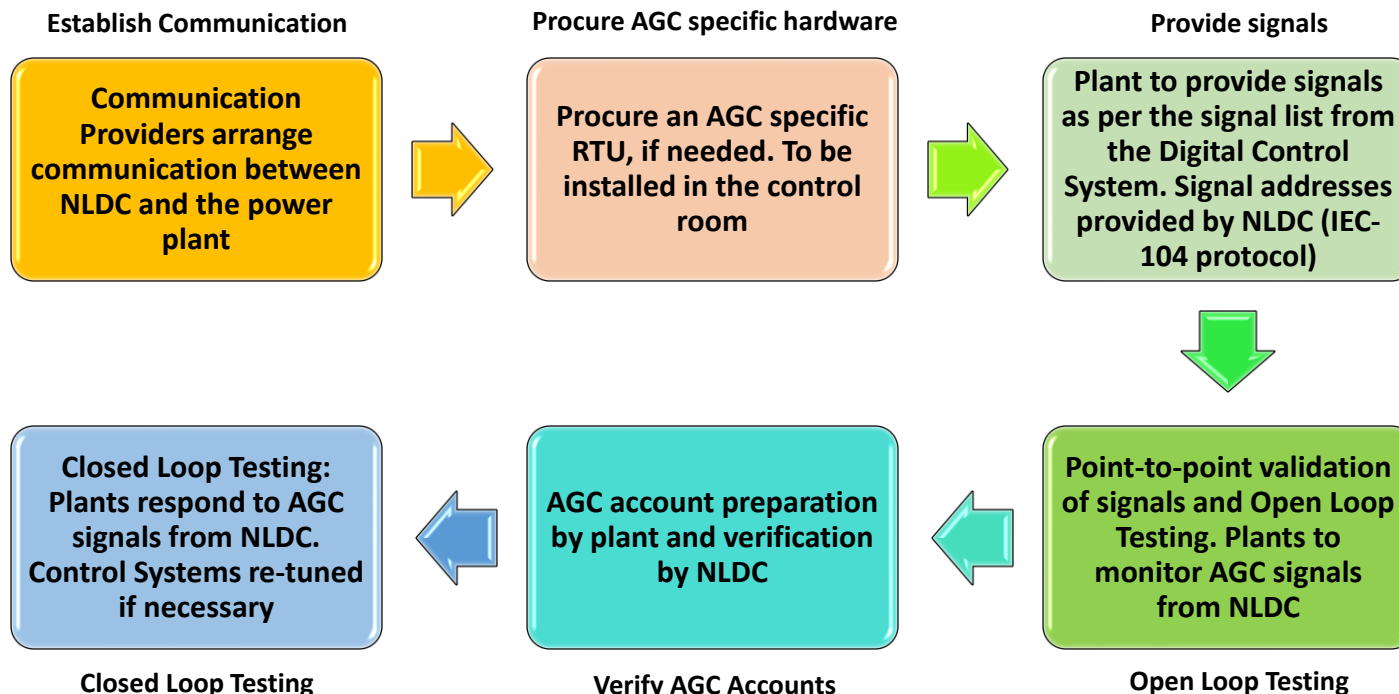 Establish Communication
Procure AGC specific hardware
Provide signals
Communication
Providers arrange
communication between
NLDC and the power
plant
Procure an AGC specific
RTU, if needed. To be
installed in the control
room
Plant to provide signals
as per the signal list from
the Digital Control
System. Signal addresses
provided by NLDC (IEC-
104 protocol)
Point-to-point validation
of signals and Open Loop
Testing. Plants to
monitor AGC signals
from NLDC
Open Loop Testing
AGC account preparation
by plant and verification
by NLDC
Verify AGC Accounts
Closed Loop Testing:
Plants respond to AGC
signals from NLDC.
Control Systems re-tuned
if necessary
Closed Loop Testing